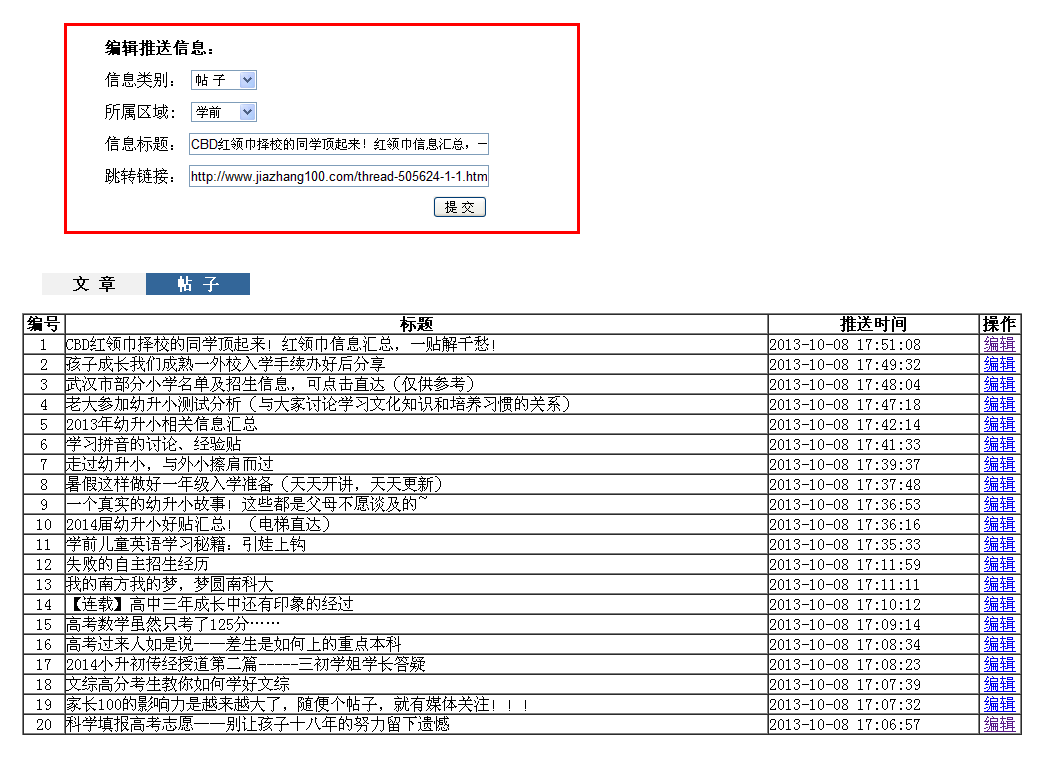 编辑推送信息：
信息类别： 帖 子
所属区域： 学前
信息标题： CBD红领巾择校的同学顶起来！红领巾信息汇总，一
跳转链接： http://www.jiazhang100.com/thread-505624-1-1.htm
提 交
文 章 帖 子
编号 标题 推送时间 操作
1 CBD红领巾择校的同学顶起来！红领巾信息汇总，一贴解千愁！ 2013-10-08 17:51:08 编辑
2 孩子成长我们成熟一外校入学手续办好后分享 2013-10-08 17:49:32 编辑
3 武汉市部分小学名单及招生信息，可点击直达（仅供参考） 2013-10-08 17:48:04 编辑
4 老大参加幼升小测试分析（与大家讨论学习文化知识和培养习惯的关系） 2013-10-08 17:47:18 编辑
5 2013年幼升小相关信息汇总 2013-10-08 17:42:14 编辑
6 学习拼音的讨论、经验贴 2013-10-08 17:41:33 编辑
7 走过幼升小，与外小擦肩而过 2013-10-08 17:39:37 编辑
8 暑假这样做好一年级入学准备（天天开讲，天天更新） 2013-10-08 17:37:48 编辑
9 一个真实的幼升小故事！这些都是父母不愿谈及的~ 2013-10-08 17:36:53 编辑
10 2014届幼升小好贴汇总！（电梯直达） 2013-10-08 17:36:16 编辑
11 学前儿童英语学习秘籍：引娃上钩 2013-10-08 17:35:33 编辑
12 失败的自主招生经历 2013-10-08 17:11:59 编辑
13 我的南方我的梦，梦圆南科大 2013-10-08 17:11:11 编辑
14 【连载】高中三年成长中还有印象的经过 2013-10-08 17:10:12 编辑
15 高考数学虽然只考了125分…… 2013-10-08 17:09:14 编辑
16 高考过来人如是说——差生是如何上的重点本科 2013-10-08 17:08:34 编辑
17 2014小升初传经授道第二篇-----三初学姐学长答疑 2013-10-08 17:08:23 编辑
18 文综高分考生教你如何学好文综 2013-10-08 17:07:39 编辑
19 家长100的影响力是越来越大了，随便个帖子，就有媒体关注！！！ 2013-10-08 17:07:32 编辑
20 科学填报高考志愿——别让孩子十八年的努力留下遗憾 2013-10-08 17:06:57 编辑